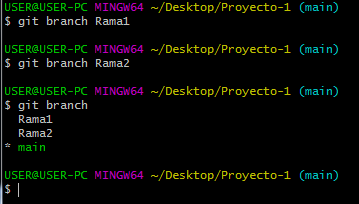 USER@USER-PC MINGW64 ~/Desktop/Proyecto-1 (main)
$ git branch Rama1
USER@USER-PC MINGW64 ~/Desktop/Proyecto-1 (main)
$ git branch Rama2
USER@USER-PC MINGW64 ~/Desktop/Proyecto-1 (main)
$ git branch
  Rama1
  Rama2
* main
USER@USER-PC MINGW64 ~/Desktop/Proyecto-1 (main)
$